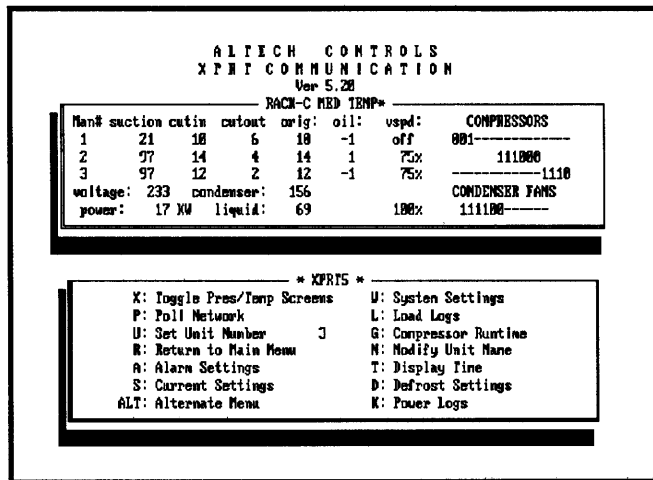 ALTECH CONTROLS
XPRT COMMUNICATION
Ver 5.20
RACK-C MED TEMP*
Man# suction cutin cutout orig: oil: vspd: COMPRESSORS
1 21 10 6 10 -1 off 001-------------
2 97 14 4 14 1 75% 111000
3 97 12 2 12 -1 75% ------------1110
voltage: 233 condenser: 156 CONDENSER FANS
power: 17 KW liquid: 69 100% 111100------
* XPRT5 *
X: Toggle Pres/Temp Screens W: System Settings
P: Poll Network L: Load Logs
U: Set Unit Number ] G: Compressor Runtime
R: Return to Main Menu N: Modify Unit Name
A: Alarm Settings T: Display Time
S: Current Settings D: Defrost Settings
ALT: Alternate Menu K: Power Logs